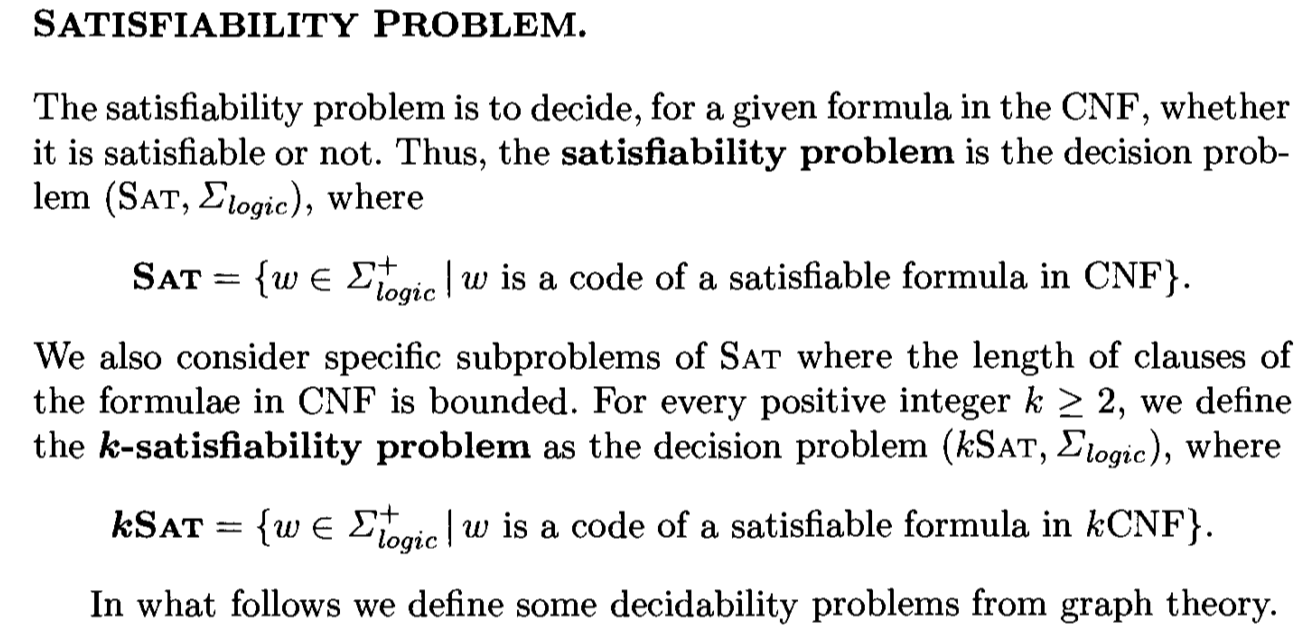 SATISFIABILITY PROBLEM.
The satisfiability problem is to decide, for a given formula in the CNF, whether
it is satisfiable or not. Thus, the satisfiability problem is the decision prob-
lem (SAT, Σlogic), where
SAT = {w ∈ Σ+logic | w is a code of a satisfiable formula in CNF}.
We also consider specific subproblems of SAT where the length of clauses of
the formulae in CNF is bounded. For every positive integer k ≥ 2, we define
the k-satisfiability problem as the decision problem (kSAT, Σlogic), where
kSAT = {w ∈ Σ+logic | w is a code of a satisfiable formula in kCNF}.
In what follows we define some decidability problems from graph theory.